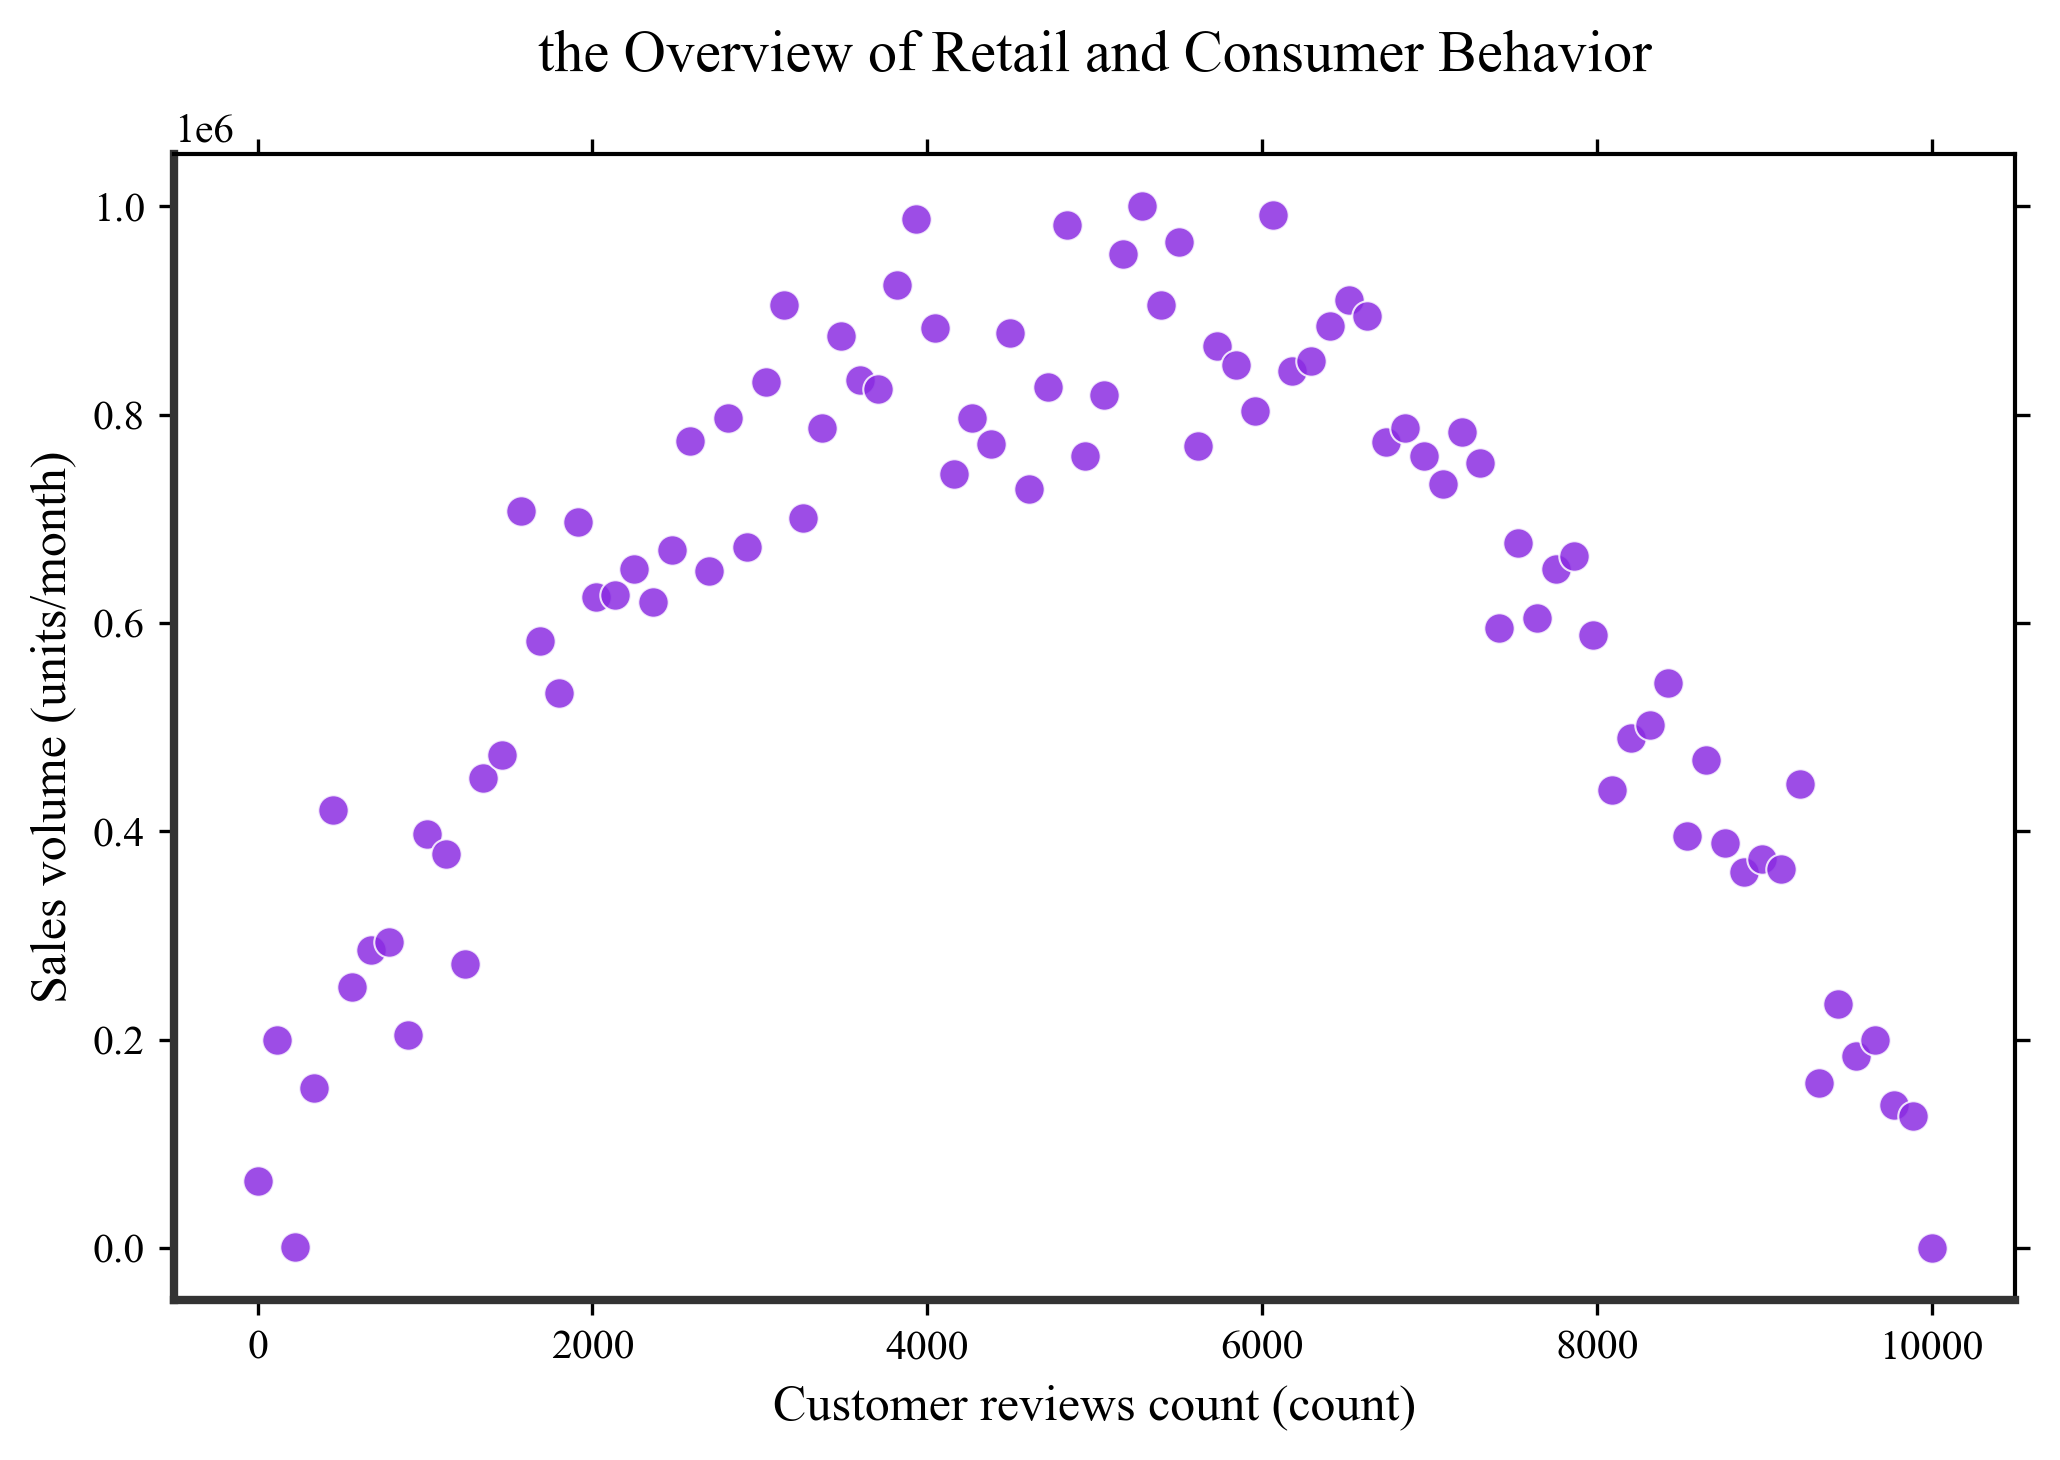 the Overview of Retail and Consumer Behavior
1e6
1.0
0.8
0.6
0.4
0.2
0.0
Sales volume (units/month)
0 2000 4000 6000 8000 10000
Customer reviews count (count)